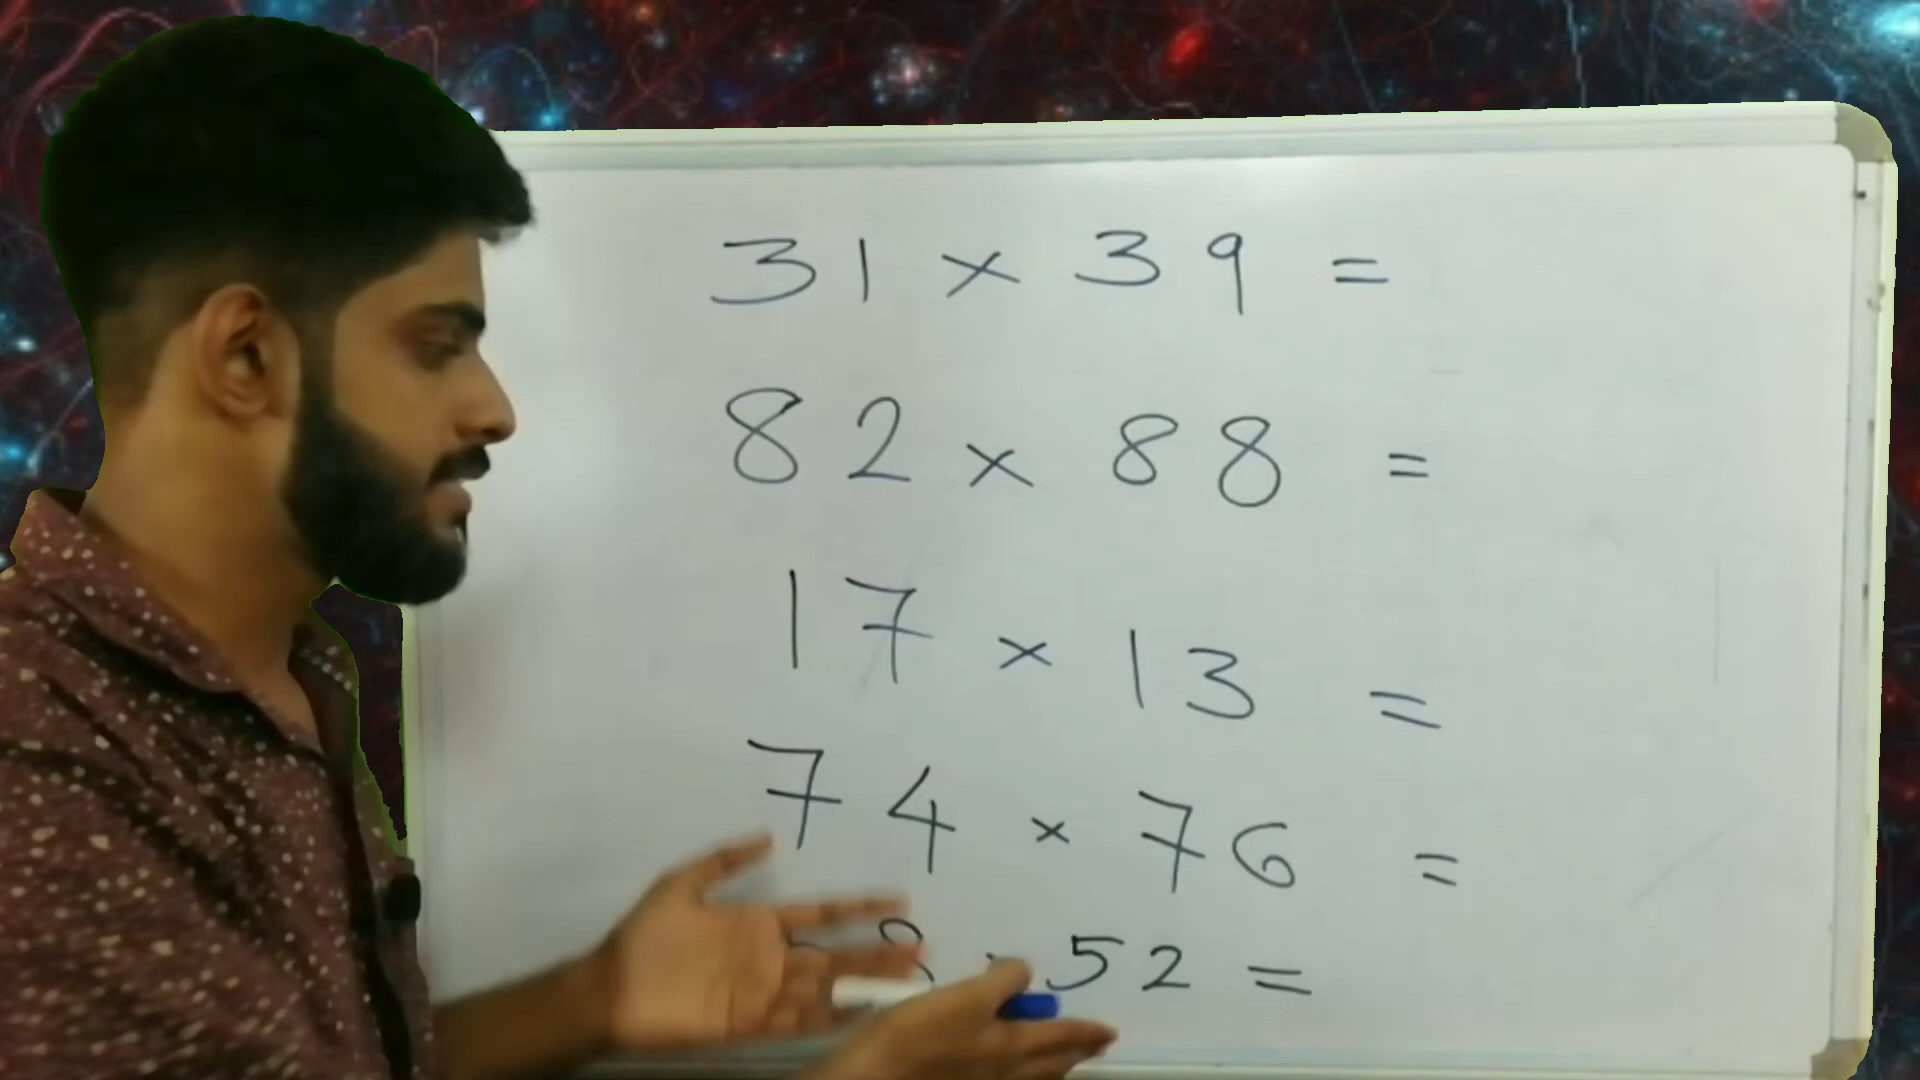 31 × 39 =
82 × 88 =
17 × 13 =
74 × 76 =
52 =